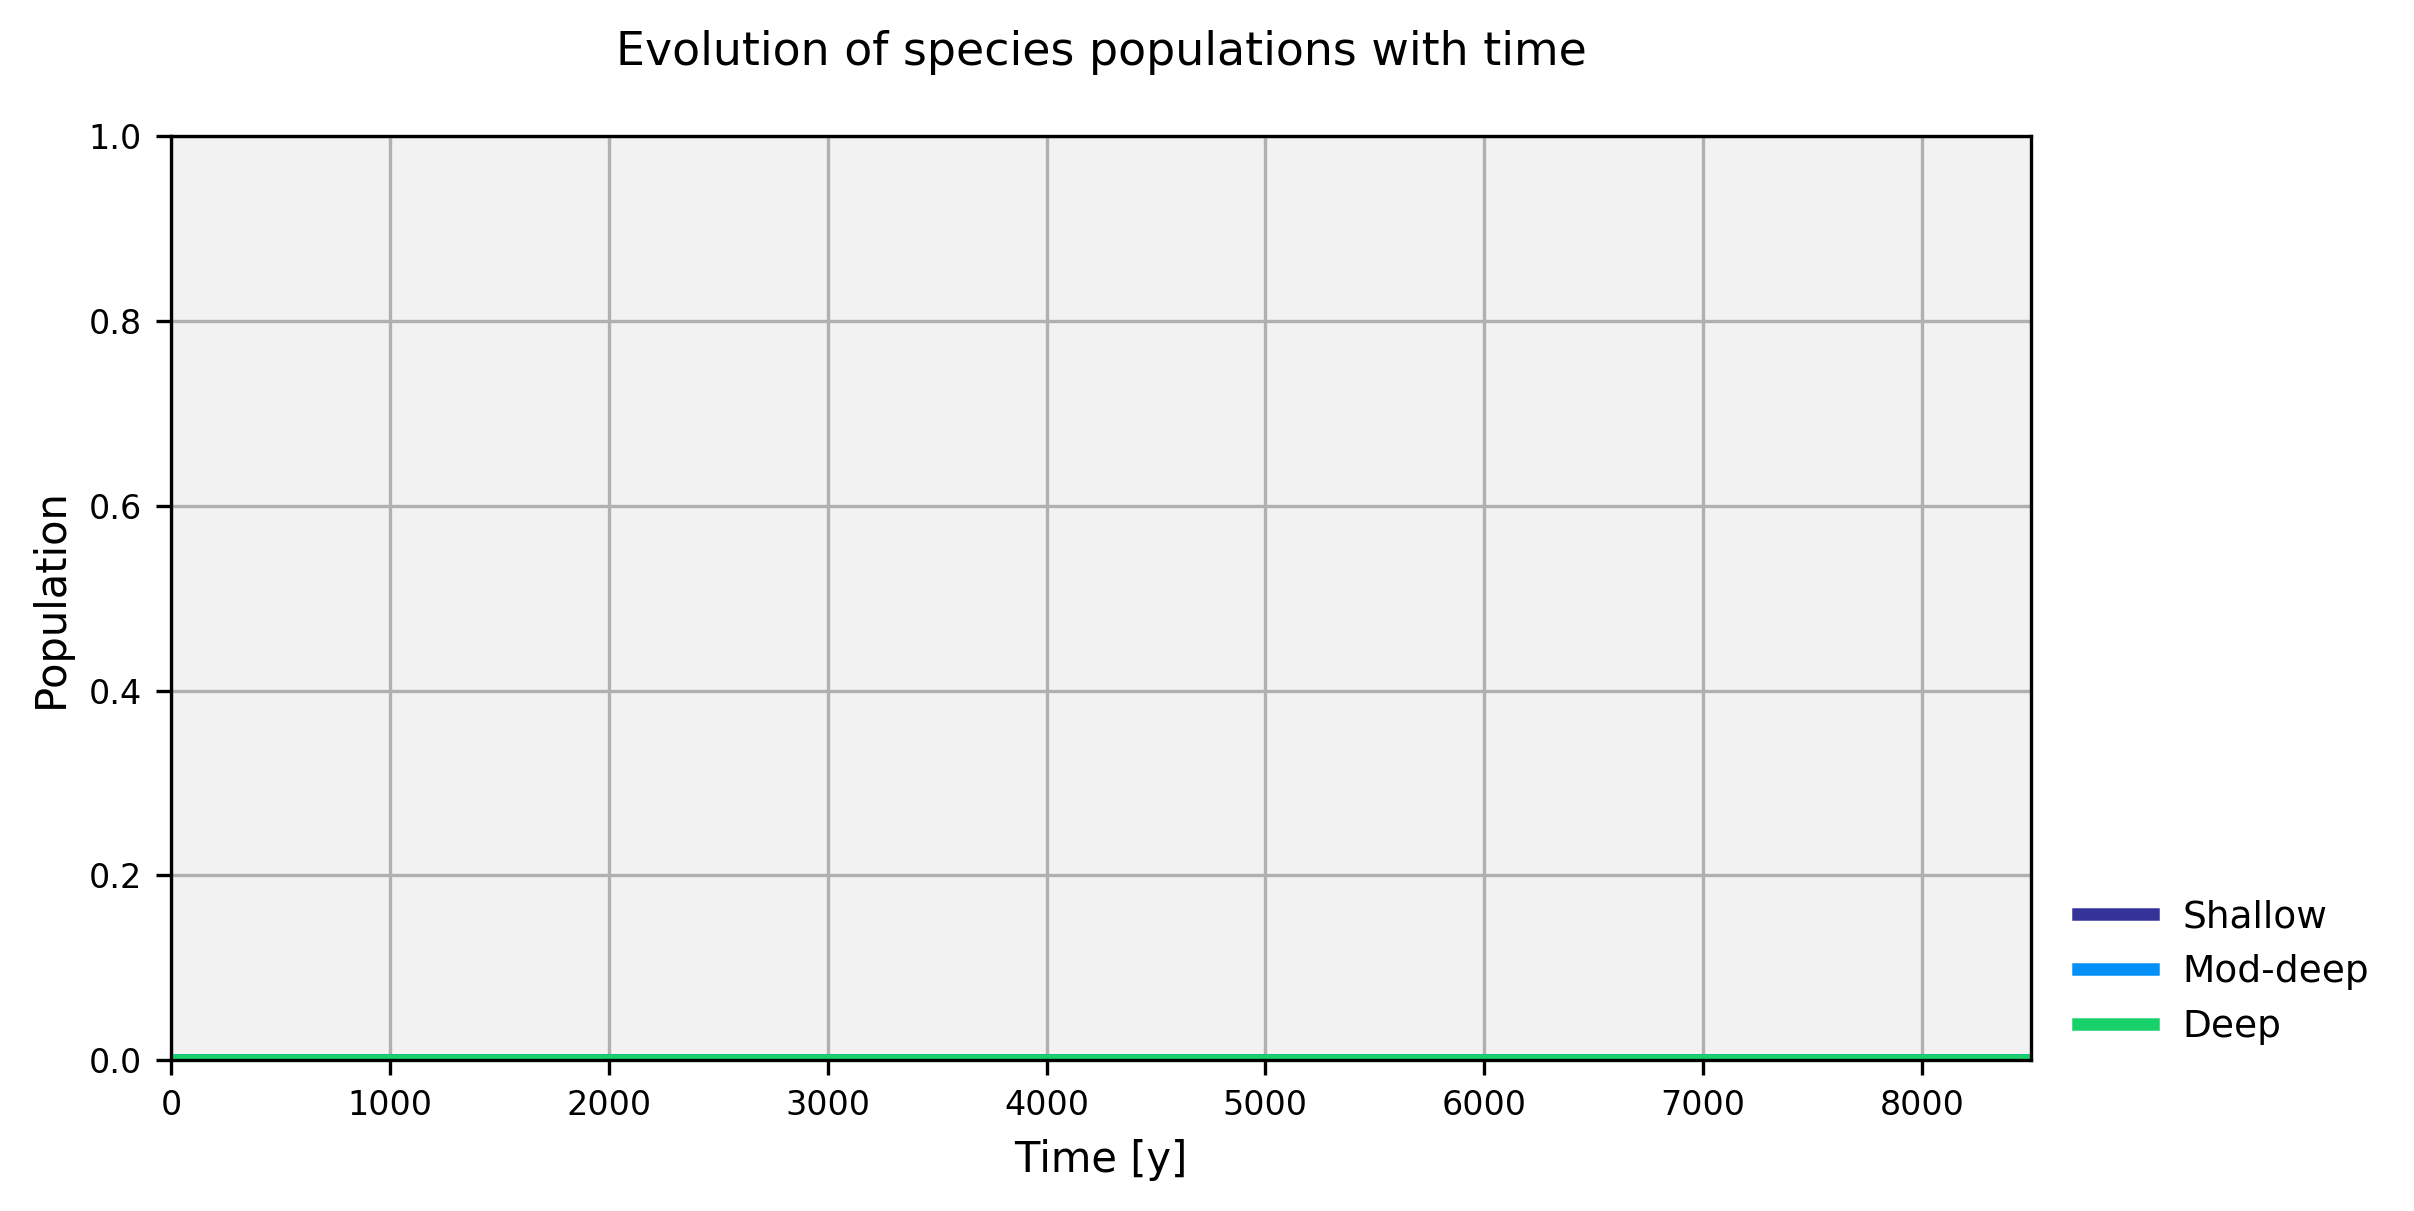 Evolution of species populations with time
1.0
0.8
0.6
0.4
0.2
0.0
Population
0 1000 2000 3000 4000 5000 6000 7000 8000
Time [y]
Shallow
Mod-deep
Deep